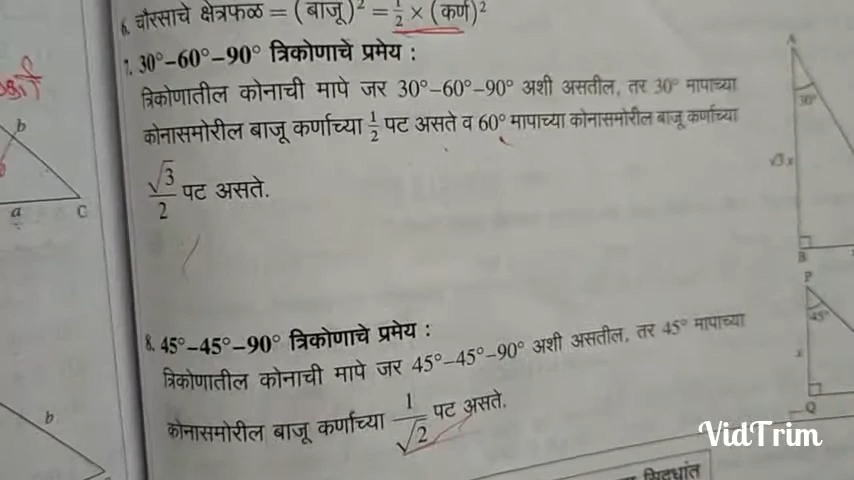 6. चौरसाचे क्षेत्रफळ = (बाजू)² = 1/2 × (कर्ण)²
7. 30°–60°–90° त्रिकोणाचे प्रमेय :
त्रिकोणातील कोनाची मापे जर 30°–60°–90° अशी असतील, तर 30° मापाच्या
कोनासमोरील बाजू कर्णाच्या 1/2 पट असते व 60° मापाच्या कोनासमोरील बाजू कर्णाच्या
√3/2 पट असते.
8. 45°–45°–90° त्रिकोणाचे प्रमेय :
त्रिकोणातील कोनाची मापे जर 45°–45°–90° अशी असतील, तर 45° मापाच्या
कोनासमोरील बाजू कर्णाच्या 1/√2 पट असते.
सिद्धांत
b
a
C
b
A
30°
√3x
B
P
45°
x
Q
VidTrim